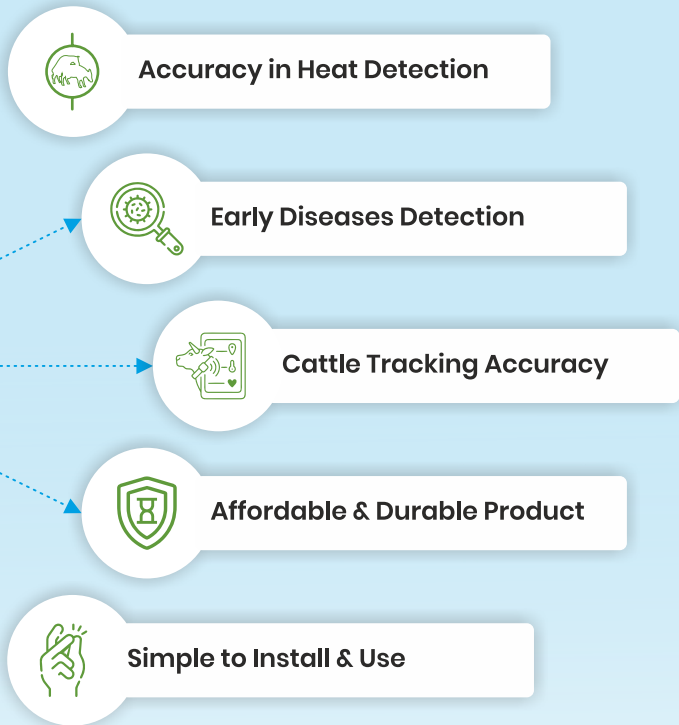 Accuracy in Heat Detection
Early Diseases Detection
Cattle Tracking Accuracy
Affordable & Durable Product
Simple to Install & Use